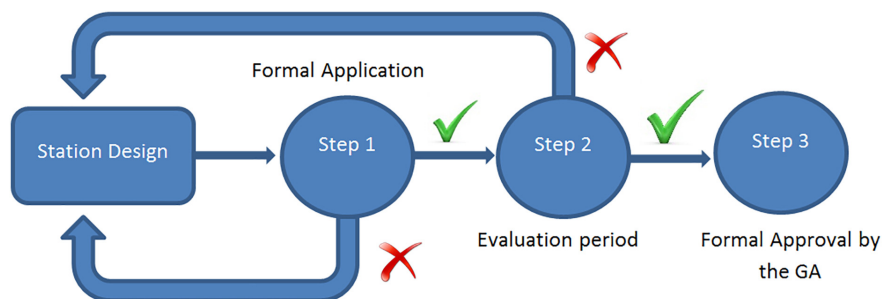 Formal Application
Station Design
Step 1
Step 2
Step 3
Evaluation period
Formal Approval by
the GA